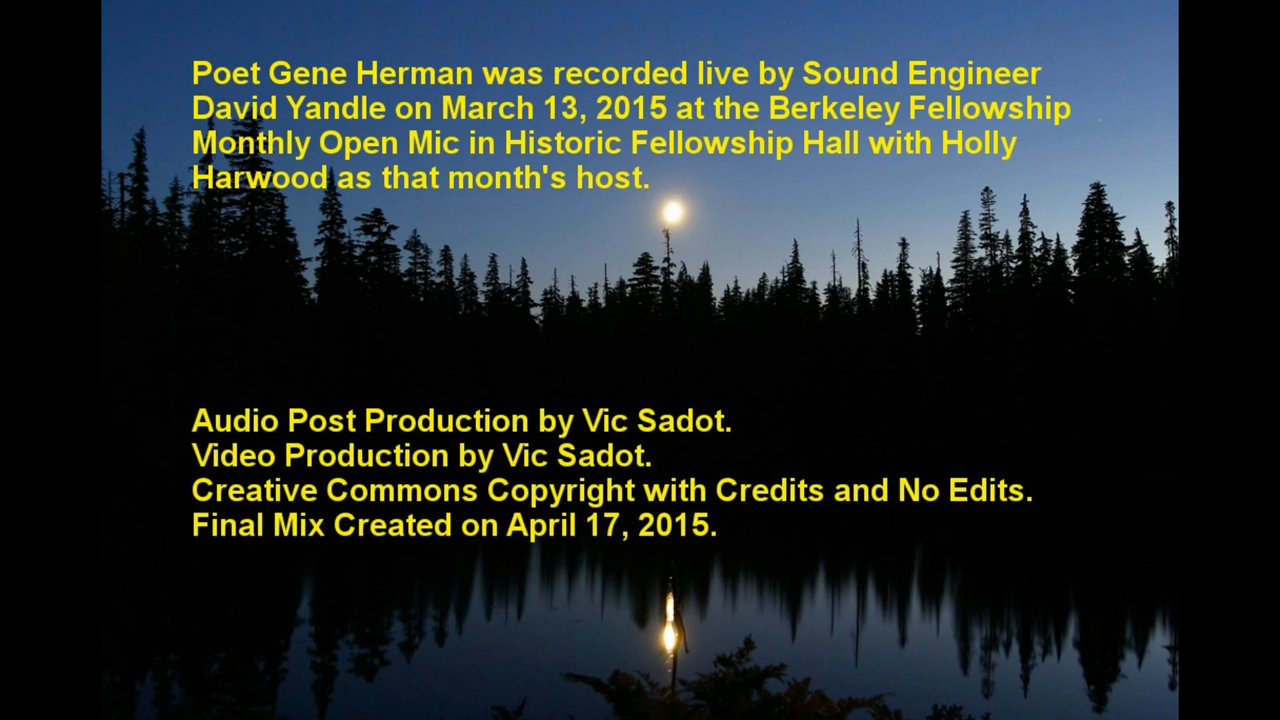 Poet Gene Herman was recorded live by Sound Engineer
David Yandle on March 13, 2015 at the Berkeley Fellowship
Monthly Open Mic in Historic Fellowship Hall with Holly
Harwood as that month's host.
Audio Post Production by Vic Sadot.
Video Production by Vic Sadot.
Creative Commons Copyright with Credits and No Edits.
Final Mix Created on April 17, 2015.